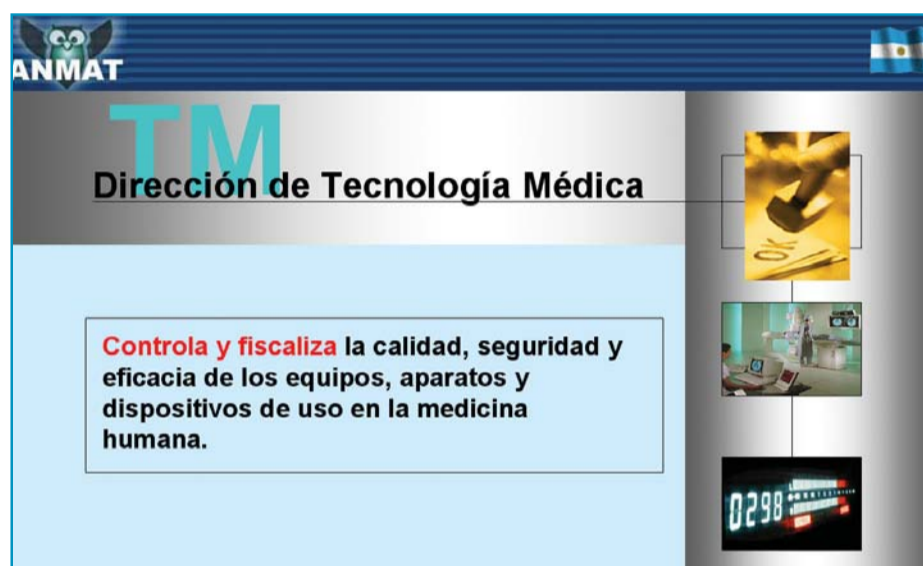 ANMAT
TM
Dirección de Tecnología Médica
OK
Controla y fiscaliza la calidad, seguridad y
eficacia de los equipos, aparatos y
dispositivos de uso en la medicina
humana.
0298